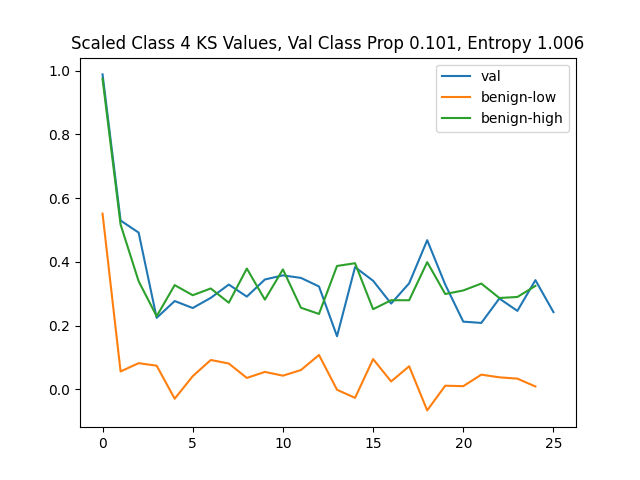 Scaled Class 4 KS Values, Val Class Prop 0.101, Entropy 1.006
val
benign-low
benign-high
1.0
0.8
0.6
0.4
0.2
0.0
0 5 10 15 20 25